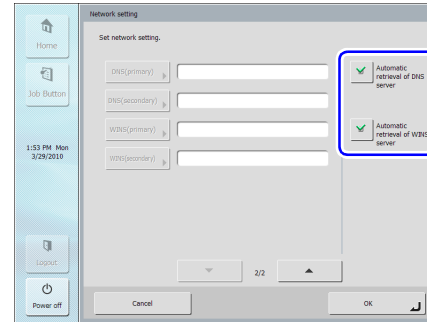 Network setting
Home
Set network setting.
DNS(primary)
Automatic
retrieval of DNS
server
Job Button
DNS(secondary)
WINS(primary)
Automatic
retrieval of WINS
server
1:53 PM Mon
3/29/2010
WINS(secondary)
Logout
2/2
Power off
Cancel
OK